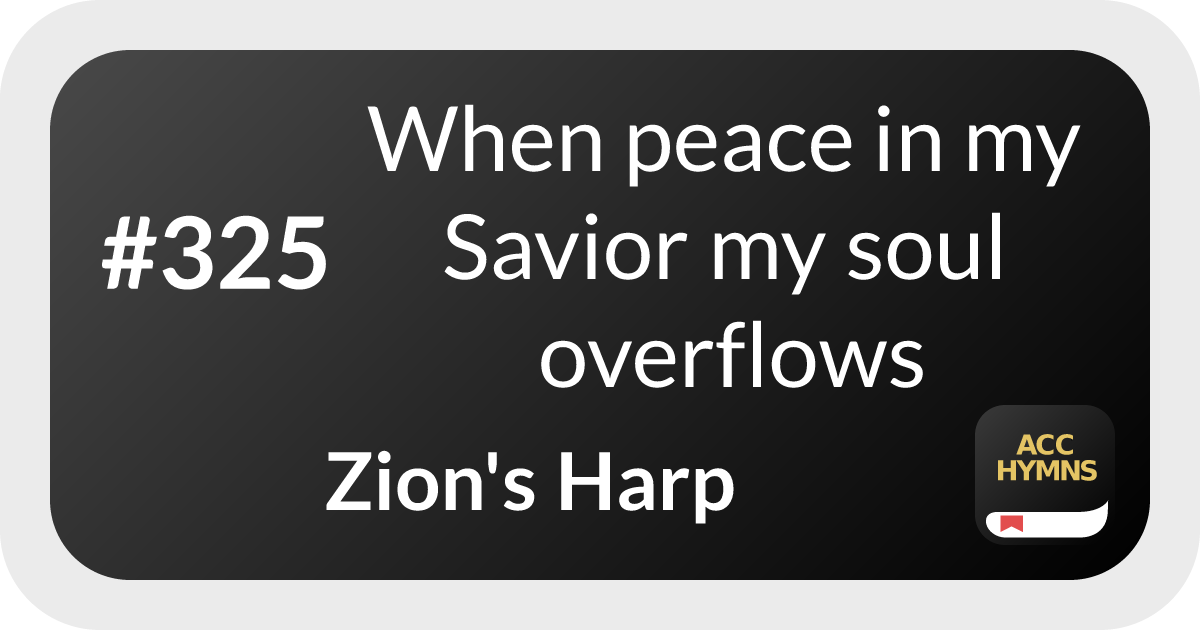 #325
When peace in my
Savior my soul
overflows
Zion's Harp
ACC
HYMNS